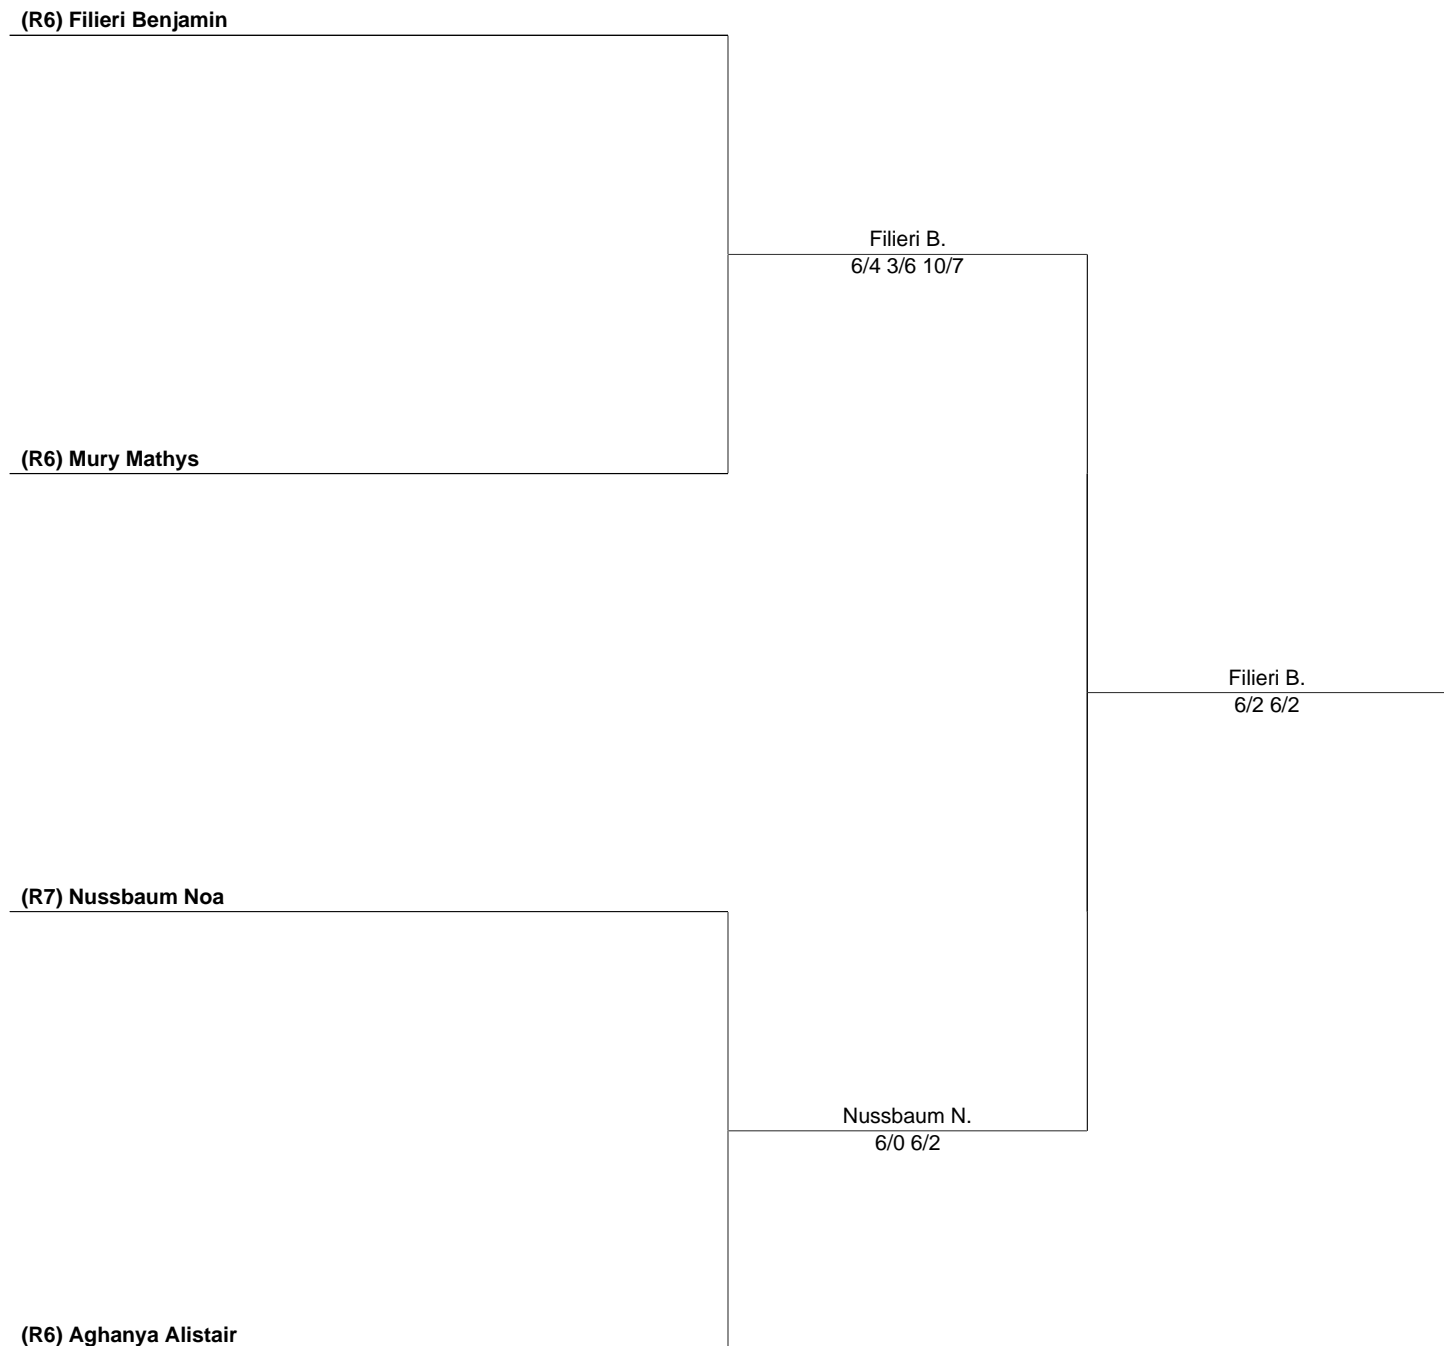 (R6) Filieri Benjamin
Filieri B.
6/4 3/6 10/7
(R6) Mury Mathys
Filieri B.
6/2 6/2
(R7) Nussbaum Noa
Nussbaum N.
6/0 6/2
(R6) Aghanya Alistair